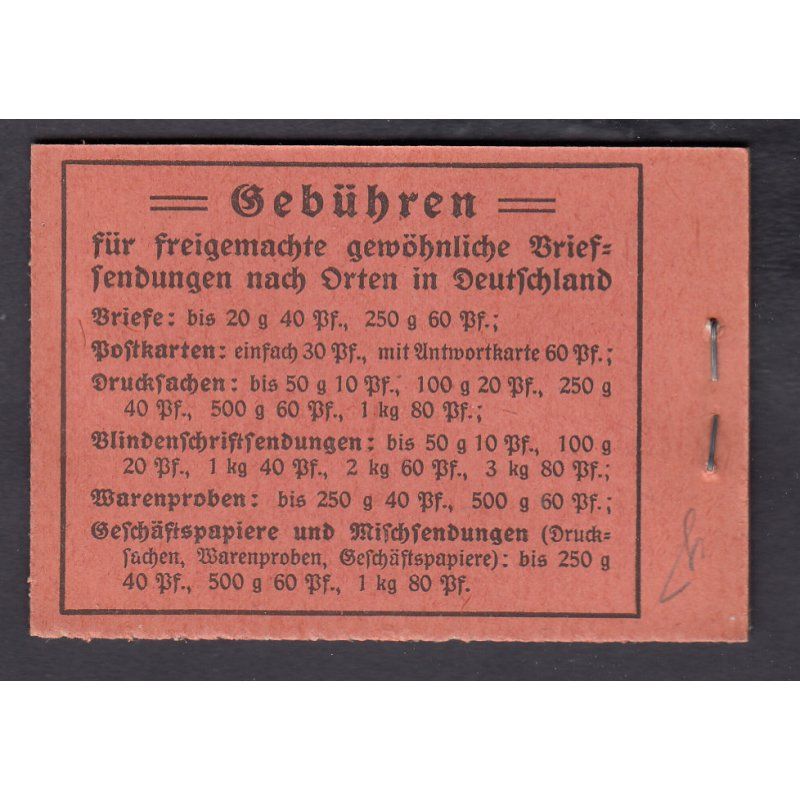 Gebühren
für freigemachte gewöhnliche Brief-
sendungen nach Orten in Deutschland
Briefe: bis 20 g 40 Pf., 250 g 60 Pf.;
Postkarten: einfach 30 Pf., mit Antwortkarte 60 Pf.;
Drucksachen: bis 50 g 10 Pf., 100 g 20 Pf., 250 g
40 Pf., 500 g 60 Pf., 1 kg 80 Pf.;
Blindenschriftsendungen: bis 50 g 10 Pf., 100 g
20 Pf., 1 kg 40 Pf., 2 kg 60 Pf., 3 kg 80 Pf.;
Warenproben: bis 250 g 40 Pf., 500 g 60 Pf.;
Geschäftspapiere und Mischsendungen (Druck-
sachen, Warenproben, Geschäftspapiere): bis 250 g
40 Pf., 500 g 60 Pf., 1 kg 80 Pf.